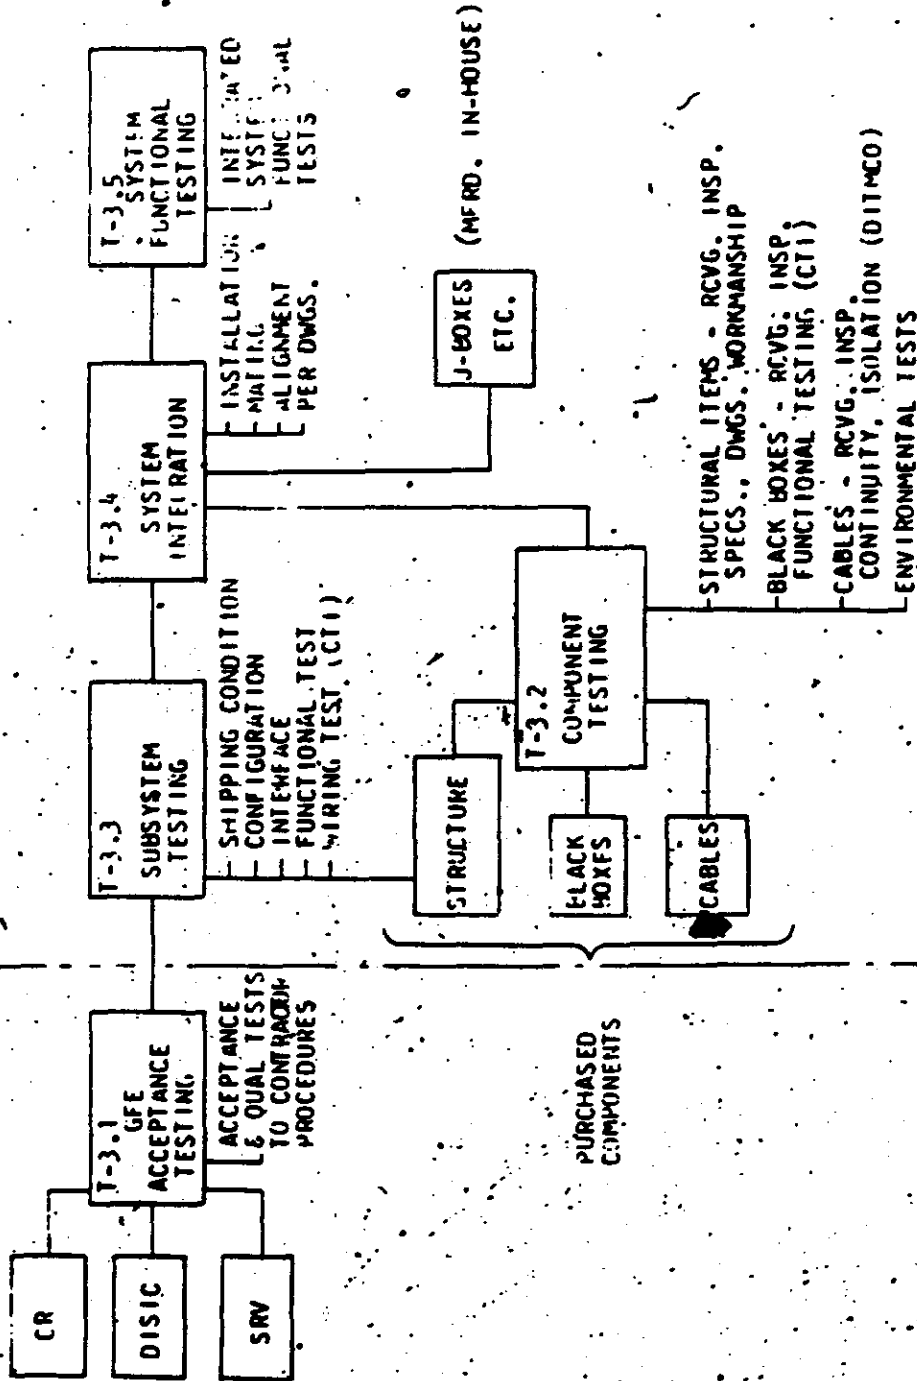 CR
DISIC
SRV
T-3.1
GFE
ACCEPTANCE
TESTING
ACCEPTANCE
& QUAL TESTS
TO CONTRACTOR
PROCEDURES
T-3.3
SUBSYSTEM
TESTING
SHIPPING CONDITION
CONFIGURATION
INTERFACE
FUNCTIONAL TEST
WIRING TEST (CTI)
T-3.4
SYSTEM
INTEGRATION
INSTALLATION
MATING
ALIGNMENT
PER DWGS.
T-3.5
SYSTEM
FUNCTIONAL
TESTING
SYSTEM
TESTS
J-BOXES
ETC.
(MFRD. IN-HOUSE)
PURCHASED
COMPONENTS
STRUCTURE
BLACK
BOXES
CABLES
T-3.2
COMPONENT
TESTING
STRUCTURAL ITEMS - RCVG. INSP.
SPECS., DWGS. WORKMANSHIP
BLACK BOXES - RCVG. INSP.
FUNCTIONAL TESTING (CTI)
CABLES - RCVG. INSP.
CONTINUITY, ISOLATION (DITMCO)
ENVIRONMENTAL TESTS